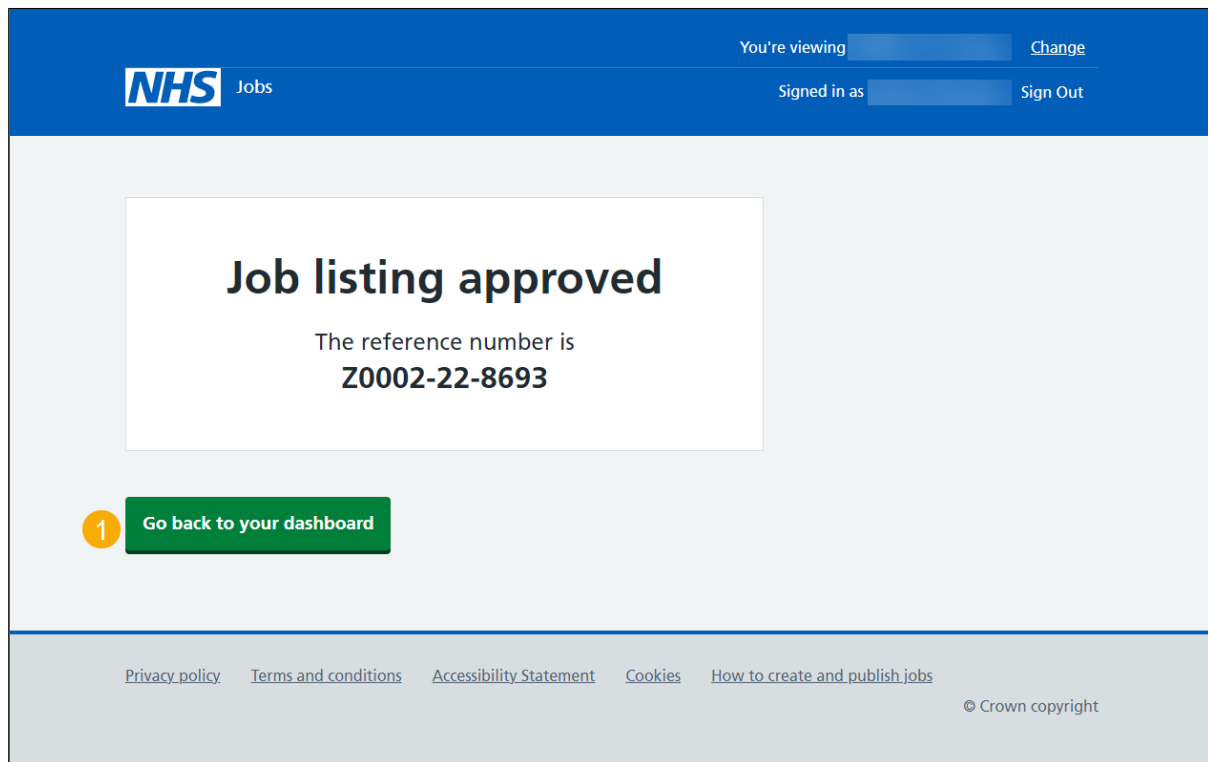 You're viewing Change
NHS Jobs
Signed in as Sign Out
Job listing approved
The reference number is
Z0002-22-8693
1 Go back to your dashboard
Privacy policy Terms and conditions Accessibility Statement Cookies How to create and publish jobs
© Crown copyright